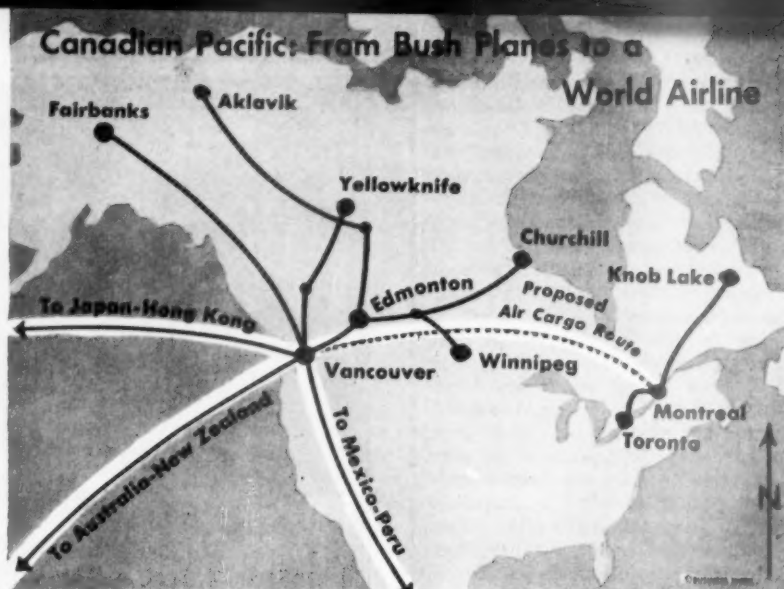 Canadian Pacific: From Bush Planes to a
World Airline
Fairbanks
Aklavik
Yellowknife
Churchill
Knob Lake
Edmonton
Proposed
Air Cargo Route
To Japan-Hong Kong
Vancouver
Winnipeg
Montreal
Toronto
To Australia-New Zealand
To Mexico-Peru
N